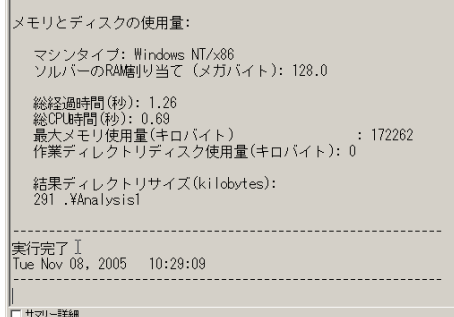 メモリとディスクの使用量:
マシンタイプ: Windows NT/x86
ソルバーのRAM割り当て (メガバイト): 128.0
総経過時間(秒): 1.26
総CPU時間(秒): 0.69
最大メモリ使用量(キロバイト) : 172262
作業ディレクトリディスク使用量(キロバイト): 0
結果ディレクトリサイズ(kilobytes):
291 .¥Analysis1
------------------------------------------------------------
実行完了
Tue Nov 08, 2005 10:29:09
------------------------------------------------------------
サマリー詳細